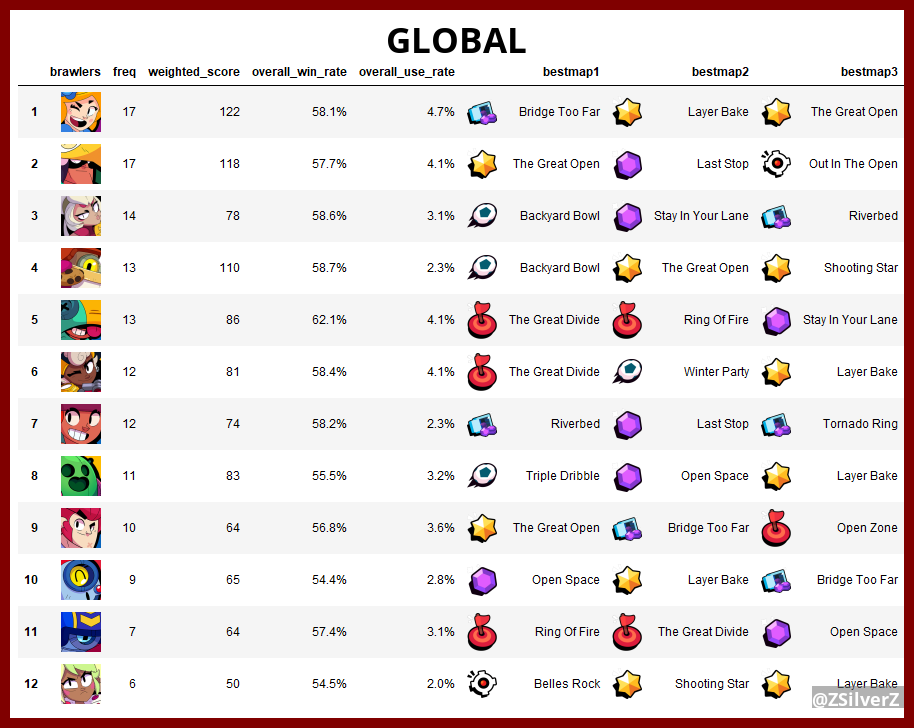 GLOBAL
brawlers freq weighted_score overall_win_rate overall_use_rate bestmap1 bestmap2 bestmap3
1 17 122 58.1% 4.7% Bridge Too Far Layer Bake The Great Open
2 17 118 57.7% 4.1% The Great Open Last Stop Out In The Open
3 14 78 58.6% 3.1% Backyard Bowl Stay In Your Lane Riverbed
4 13 110 58.7% 2.3% Backyard Bowl The Great Open Shooting Star
5 13 86 62.1% 4.1% The Great Divide Ring Of Fire Stay In Your Lane
6 12 81 58.4% 4.1% The Great Divide Winter Party Layer Bake
7 12 74 58.2% 2.3% Riverbed Last Stop Tornado Ring
8 11 83 55.5% 3.2% Triple Dribble Open Space Layer Bake
9 10 64 56.8% 3.6% The Great Open Bridge Too Far Open Zone
10 9 65 54.4% 2.8% Open Space Layer Bake Bridge Too Far
11 7 64 57.4% 3.1% Ring Of Fire The Great Divide Open Space
12 6 50 54.5% 2.0% Belles Rock Shooting Star Layer Bake
@ZSilverZ